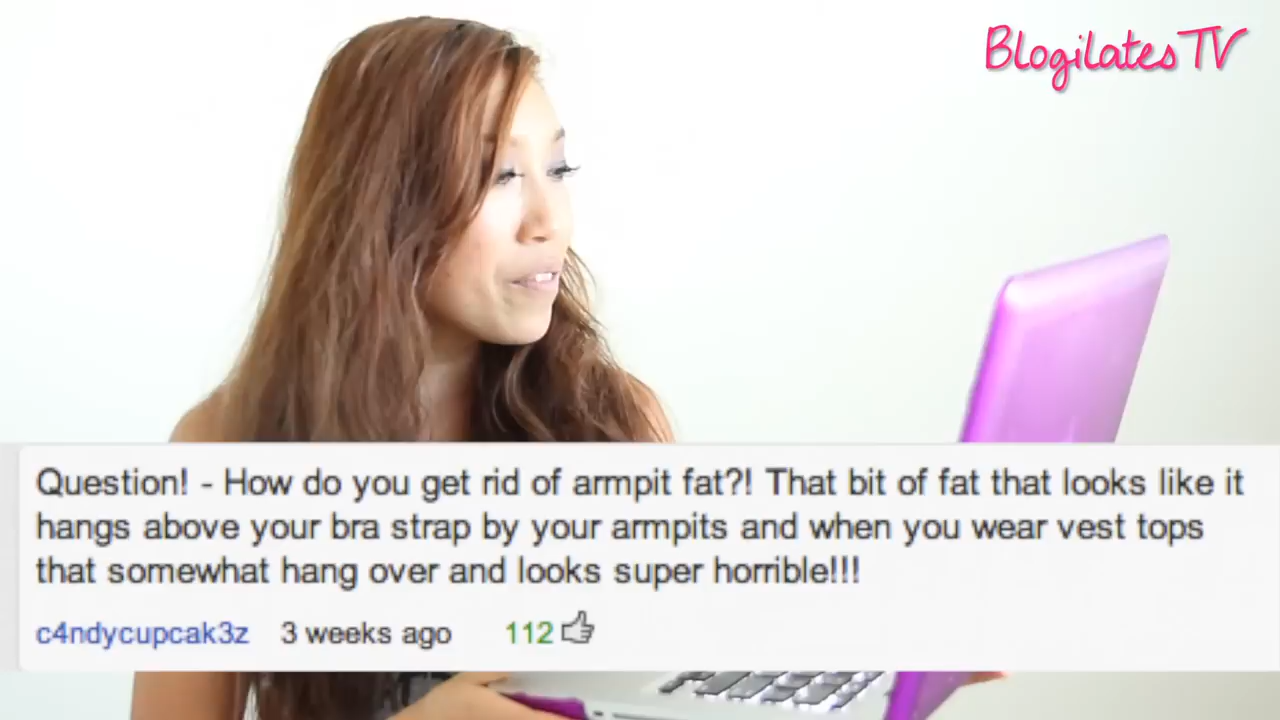 Blogilates TV
Question! - How do you get rid of armpit fat?! That bit of fat that looks like it
hangs above your bra strap by your armpits and when you wear vest tops
that somewhat hang over and looks super horrible!!!
c4ndycupcak3z 3 weeks ago 112